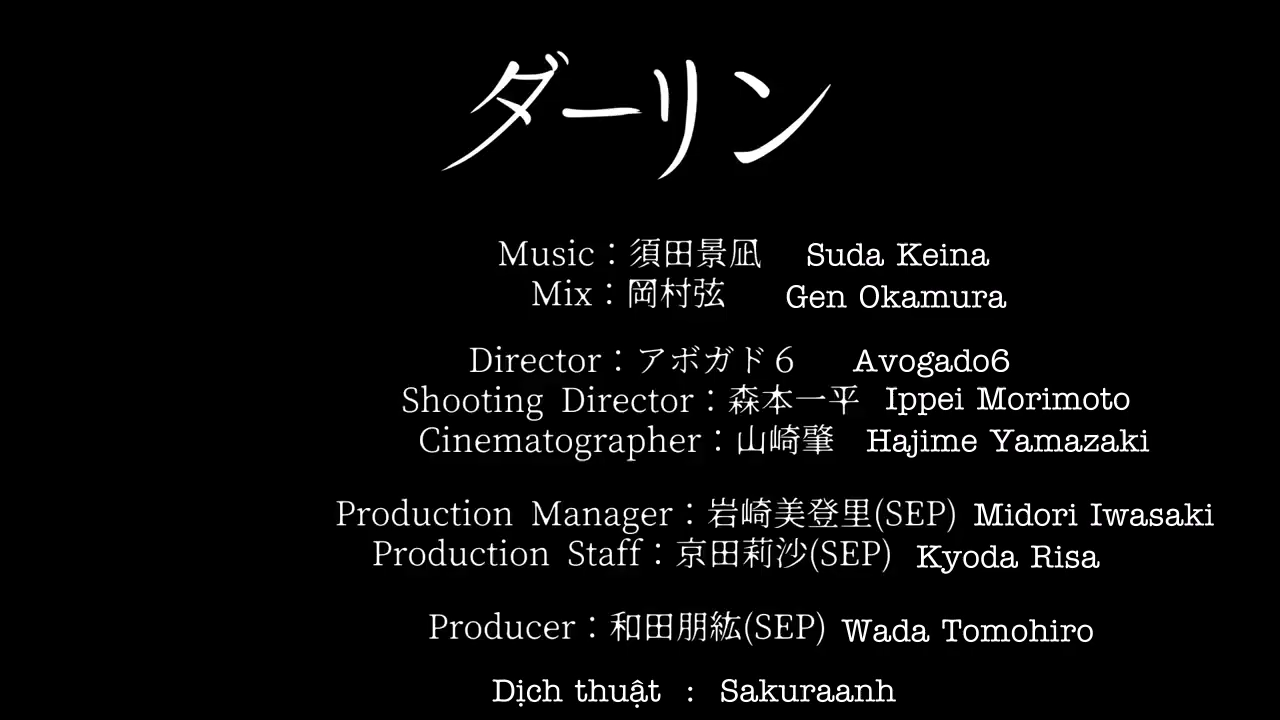 ダーリン
Music：須田景凪 Suda Keina
Mix：岡村弦 Gen Okamura
Director：アボガド６ Avogado6
Shooting Director：森本一平 Ippei Morimoto
Cinematographer：山崎肇 Hajime Yamazaki
Production Manager：岩崎美登里(SEP) Midori Iwasaki
Production Staff：京田莉沙(SEP) Kyoda Risa
Producer：和田朋紘(SEP) Wada Tomohiro
Dịch thuật : Sakuraanh